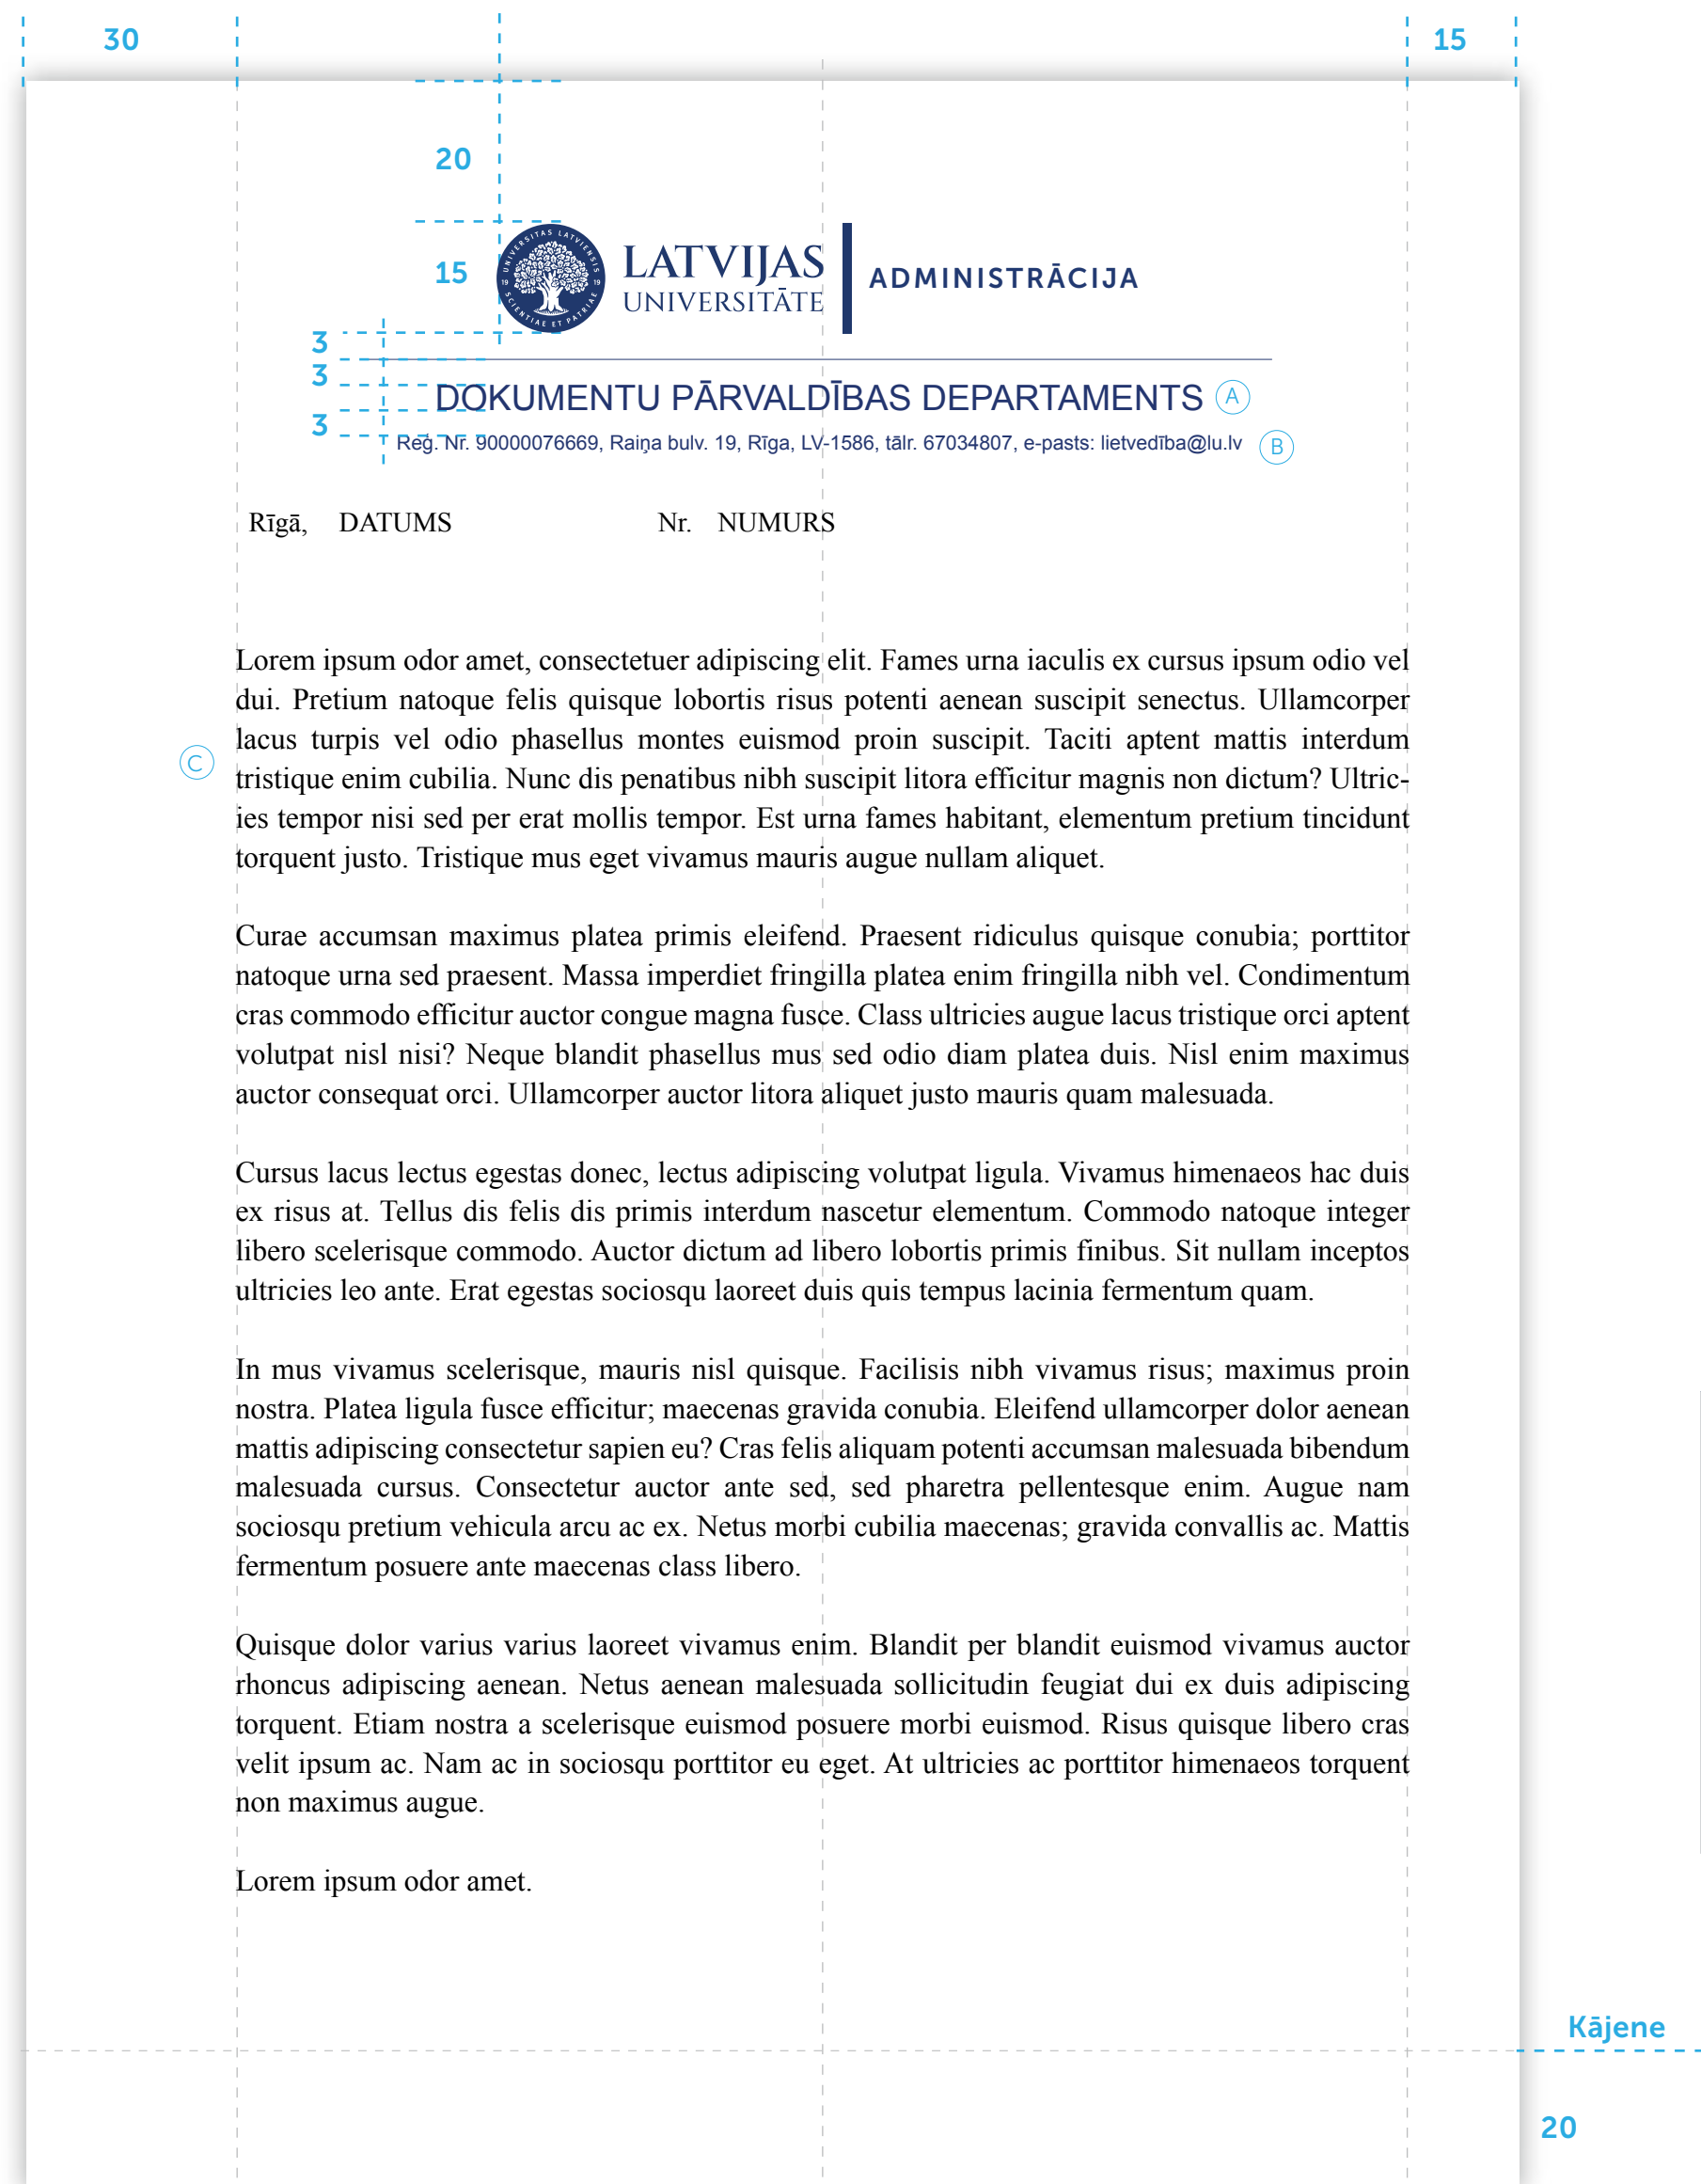 30
15
20
15
UNIVERSITAS LATVIENSIS
19 19
SCIENTIAE ET PATRIAE
LATVIJAS
UNIVERSITĀTE
ADMINISTRĀCIJA
3
3
3
DOKUMENTU PĀRVALDĪBAS DEPARTAMENTS A
Reģ. Nr. 90000076669, Raiņa bulv. 19, Rīga, LV-1586, tālr. 67034807, e-pasts: lietvedība@lu.lv B
Rīgā, DATUMS Nr. NUMURS
Lorem ipsum odor amet, consectetuer adipiscing elit. Fames urna iaculis ex cursus ipsum odio vel
dui. Pretium natoque felis quisque lobortis risus potenti aenean suscipit senectus. Ullamcorper
lacus turpis vel odio phasellus montes euismod proin suscipit. Taciti aptent mattis interdum
C
tristique enim cubilia. Nunc dis penatibus nibh suscipit litora efficitur magnis non dictum? Ultric-
ies tempor nisi sed per erat mollis tempor. Est urna fames habitant, elementum pretium tincidunt
torquent justo. Tristique mus eget vivamus mauris augue nullam aliquet.
Curae accumsan maximus platea primis eleifend. Praesent ridiculus quisque conubia; porttitor
natoque urna sed praesent. Massa imperdiet fringilla platea enim fringilla nibh vel. Condimentum
cras commodo efficitur auctor congue magna fusce. Class ultricies augue lacus tristique orci aptent
volutpat nisl nisi? Neque blandit phasellus mus sed odio diam platea duis. Nisl enim maximus
auctor consequat orci. Ullamcorper auctor litora aliquet justo mauris quam malesuada.
Cursus lacus lectus egestas donec, lectus adipiscing volutpat ligula. Vivamus himenaeos hac duis
ex risus at. Tellus dis felis dis primis interdum nascetur elementum. Commodo natoque integer
libero scelerisque commodo. Auctor dictum ad libero lobortis primis finibus. Sit nullam inceptos
ultricies leo ante. Erat egestas sociosqu laoreet duis quis tempus lacinia fermentum quam.
In mus vivamus scelerisque, mauris nisl quisque. Facilisis nibh vivamus risus; maximus proin
nostra. Platea ligula fusce efficitur; maecenas gravida conubia. Eleifend ullamcorper dolor aenean
mattis adipiscing consectetur sapien eu? Cras felis aliquam potenti accumsan malesuada bibendum
malesuada cursus. Consectetur auctor ante sed, sed pharetra pellentesque enim. Augue nam
sociosqu pretium vehicula arcu ac ex. Netus morbi cubilia maecenas; gravida convallis ac. Mattis
fermentum posuere ante maecenas class libero.
Quisque dolor varius varius laoreet vivamus enim. Blandit per blandit euismod vivamus auctor
rhoncus adipiscing aenean. Netus aenean malesuada sollicitudin feugiat dui ex duis adipiscing
torquent. Etiam nostra a scelerisque euismod posuere morbi euismod. Risus quisque libero cras
velit ipsum ac. Nam ac in sociosqu porttitor eu eget. At ultricies ac porttitor himenaeos torquent
non maximus augue.
Lorem ipsum odor amet.
Kājene
20